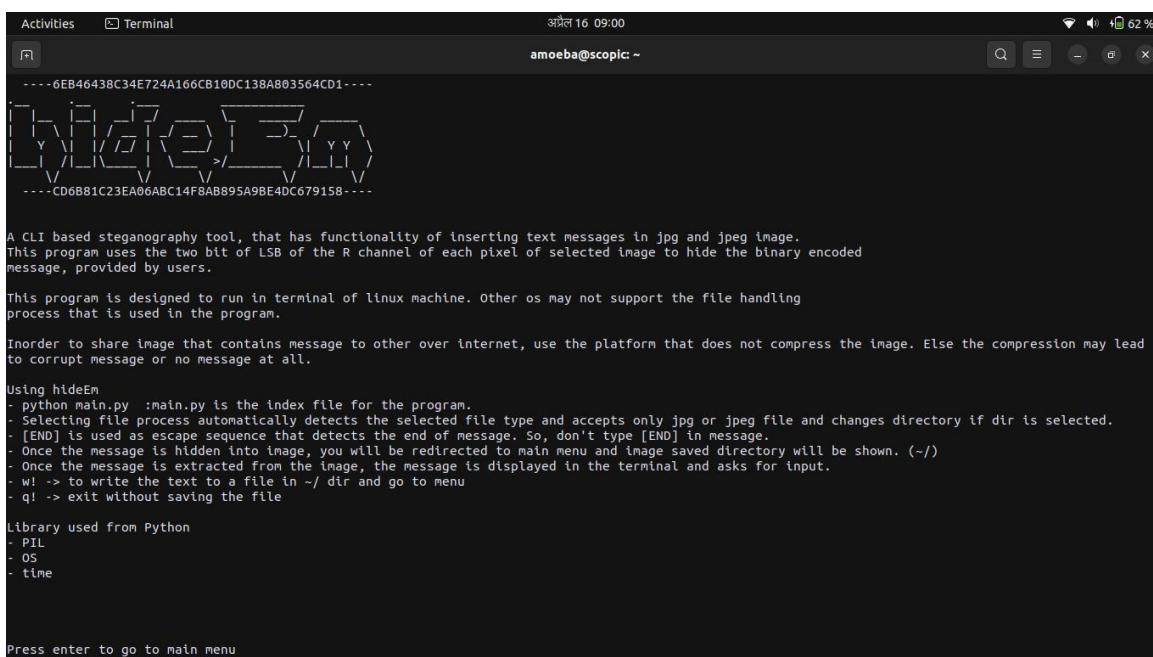 Activities Terminal अप्रैल 16 09:00 62 %
amoeba@scopic: ~
----6EB46438C34E724A166CB10DC138A803564CD1----
hideEm
----CD6B81C23EA06ABC14F8AB895A9BE4DC679158----
A CLI based steganography tool, that has functionality of inserting text messages in jpg and jpeg image.
This program uses the two bit of LSB of the R channel of each pixel of selected image to hide the binary encoded
message, provided by users.
This program is designed to run in terminal of linux machine. Other os may not support the file handling
process that is used in the program.
Inorder to share image that contains message to other over internet, use the platform that does not compress the image. Else the compression may lead
to corrupt message or no message at all.
Using hideEm
- python main.py  :main.py is the index file for the program.
- Selecting file process automatically detects the selected file type and accepts only jpg or jpeg file and changes directory if dir is selected.
- [END] is used as escape sequence that detects the end of message. So, don't type [END] in message.
- Once the message is hidden into image, you will be redirected to main menu and image saved directory will be shown. (~/)
- Once the message is extracted from the image, the message is displayed in the terminal and asks for input.
- w! -> to write the text to a file in ~/ dir and go to menu
- q! -> exit without saving the file
Library used from Python
- PIL
- OS
- time
Press enter to go to main menu